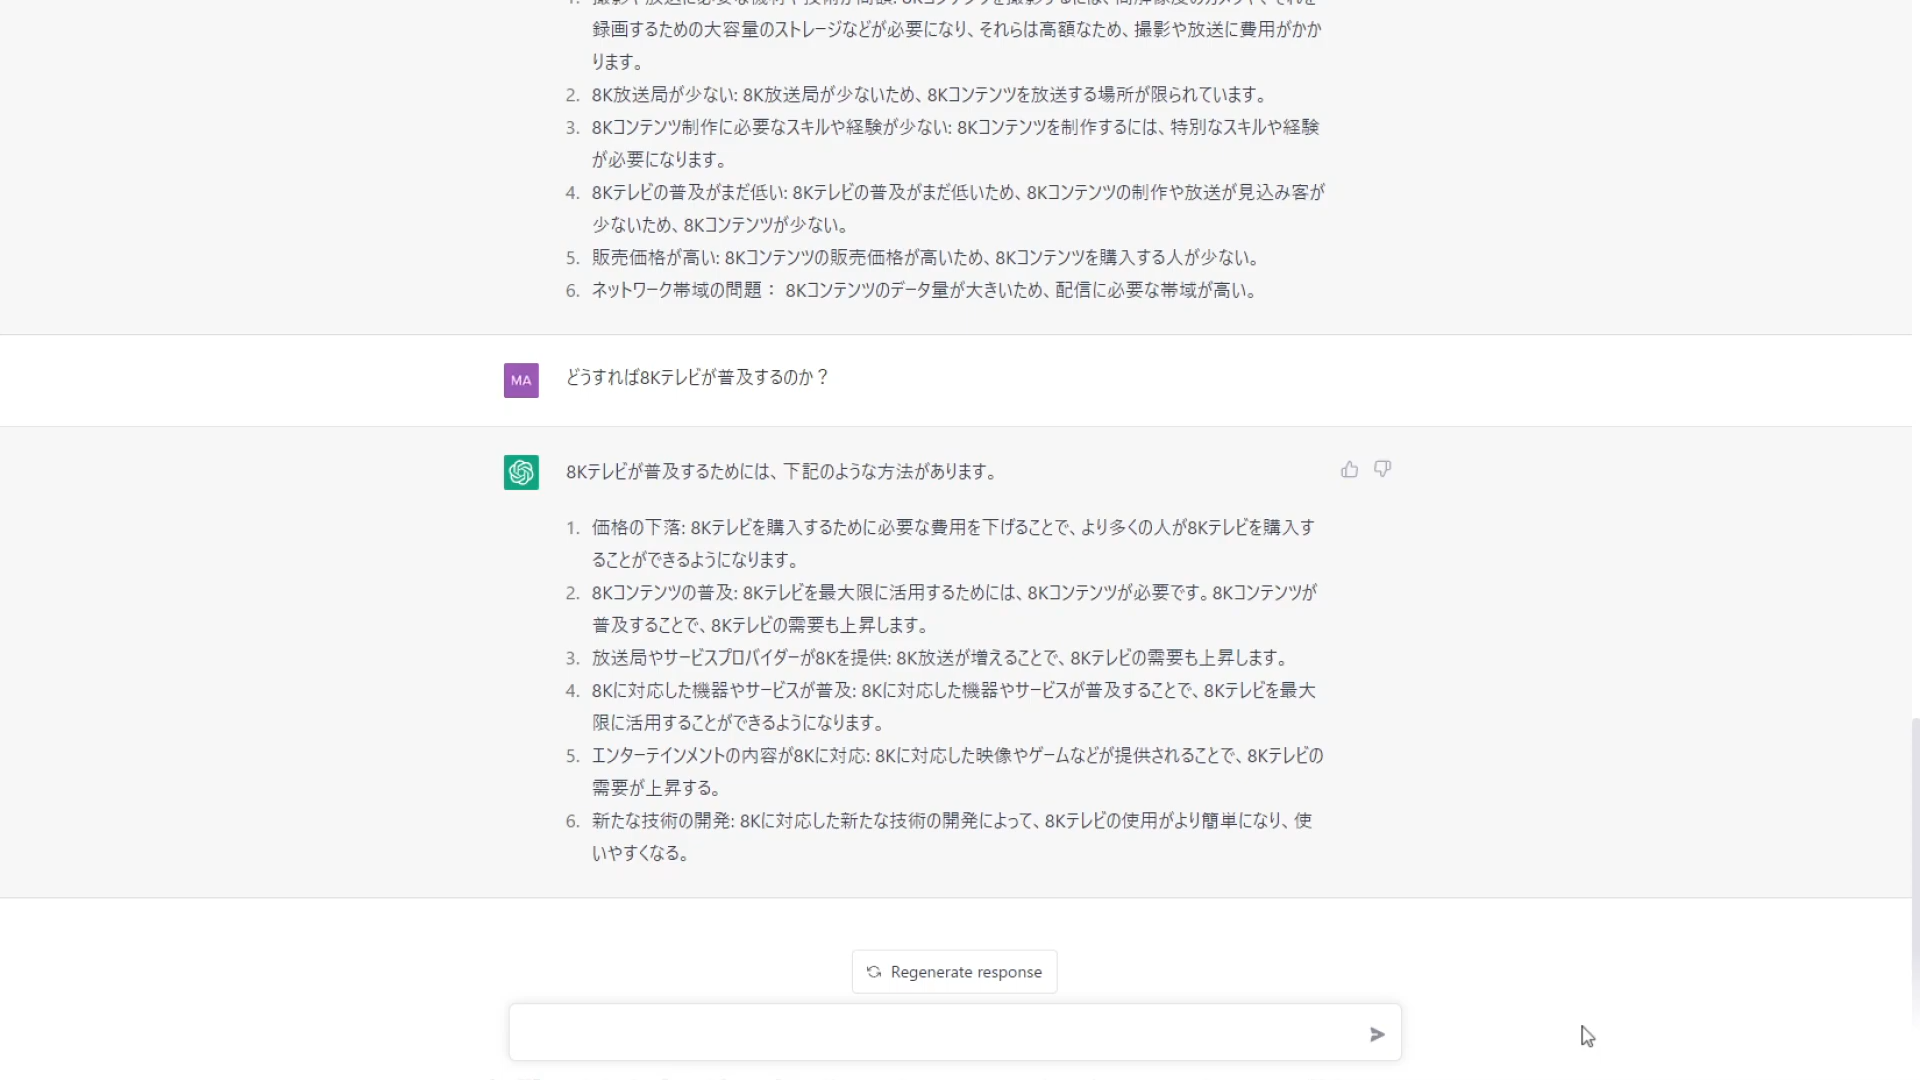 録画するための大容量のストレージなどが必要になり、それらは高額なため、撮影や放送に費用がかか
ります。
2. 8K放送局が少ない: 8K放送局が少ないため、8Kコンテンツを放送する場所が限られています。
3. 8Kコンテンツ制作に必要なスキルや経験が少ない: 8Kコンテンツを制作するには、特別なスキルや経験
が必要になります。
4. 8Kテレビの普及がまだ低い: 8Kテレビの普及がまだ低いため、8Kコンテンツの制作や放送が見込み客が
少ないため、8Kコンテンツが少ない。
5. 販売価格が高い: 8Kコンテンツの販売価格が高いため、8Kコンテンツを購入する人が少ない。
6. ネットワーク帯域の問題： 8Kコンテンツのデータ量が大きいため、配信に必要な帯域が高い。
MA
どうすれば8Kテレビが普及するのか？
8Kテレビが普及するためには、下記のような方法があります。
1. 価格の下落: 8Kテレビを購入するために必要な費用を下げることで、より多くの人が8Kテレビを購入す
ることができるようになります。
2. 8Kコンテンツの普及: 8Kテレビを最大限に活用するためには、8Kコンテンツが必要です。8Kコンテンツが
普及することで、8Kテレビの需要も上昇します。
3. 放送局やサービスプロバイダーが8Kを提供: 8K放送が増えることで、8Kテレビの需要も上昇します。
4. 8Kに対応した機器やサービスが普及: 8Kに対応した機器やサービスが普及することで、8Kテレビを最大
限に活用することができるようになります。
5. エンターテインメントの内容が8Kに対応: 8Kに対応した映像やゲームなどが提供されることで、8Kテレビの
需要が上昇する。
6. 新たな技術の開発: 8Kに対応した新たな技術の開発によって、8Kテレビの使用がより簡単になり、使
いやすくなる。
Regenerate response